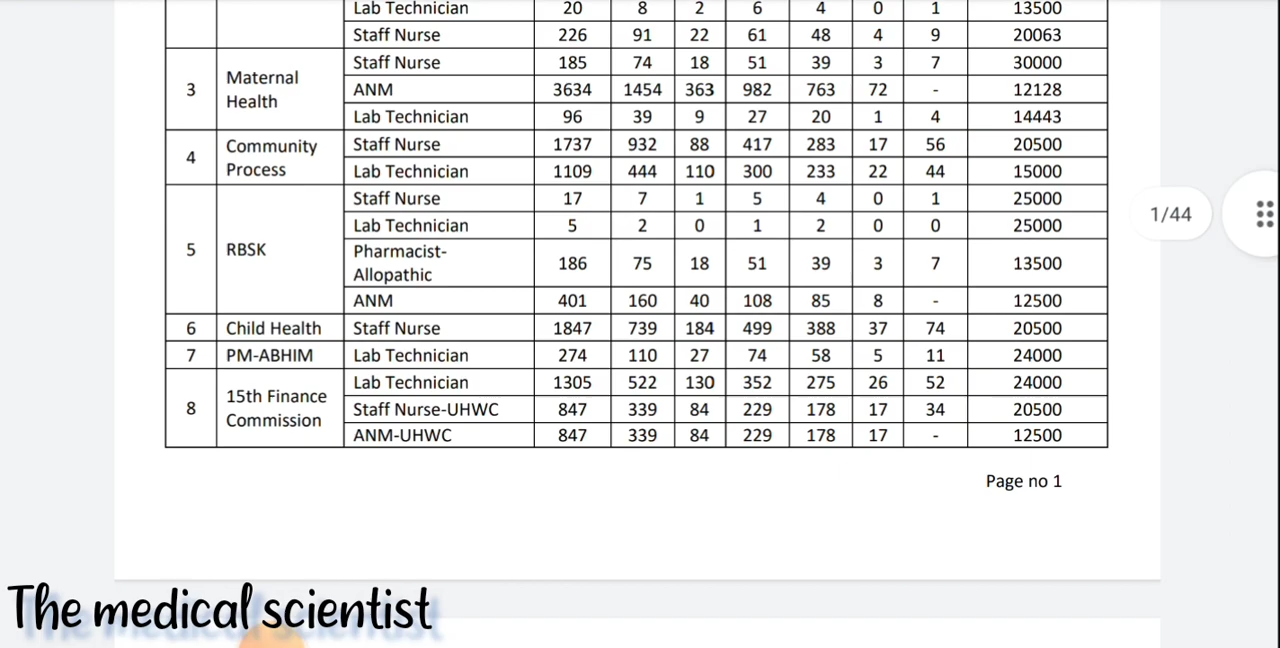 Lab Technician 20 8 2 6 4 0 1 13500
Staff Nurse 226 91 22 61 48 4 9 20063
3 Maternal Health Staff Nurse 185 74 18 51 39 3 7 30000
ANM 3634 1454 363 982 763 72 - 12128
Lab Technician 96 39 9 27 20 1 4 14443
4 Community Process Staff Nurse 1737 932 88 417 283 17 56 20500
Lab Technician 1109 444 110 300 233 22 44 15000
5 RBSK Staff Nurse 17 7 1 5 4 0 1 25000
Lab Technician 5 2 0 1 2 0 0 25000
Pharmacist-
Allopathic 186 75 18 51 39 3 7 13500
ANM 401 160 40 108 85 8 - 12500
6 Child Health Staff Nurse 1847 739 184 499 388 37 74 20500
7 PM-ABHIM Lab Technician 274 110 27 74 58 5 11 24000
8 15th Finance Commission Lab Technician 1305 522 130 352 275 26 52 24000
Staff Nurse-UHWC 847 339 84 229 178 17 34 20500
ANM-UHWC 847 339 84 229 178 17 - 12500
1/44
Page no 1
The medical scientist